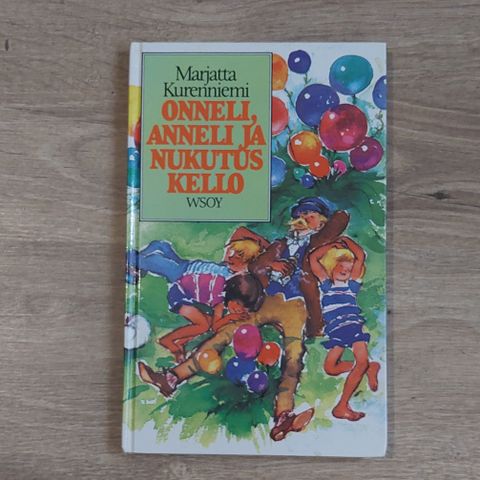 Marjatta
Kurenniemi
ONNELI,
ANNELI JA
NUKUTUS
KELLO
WSOY